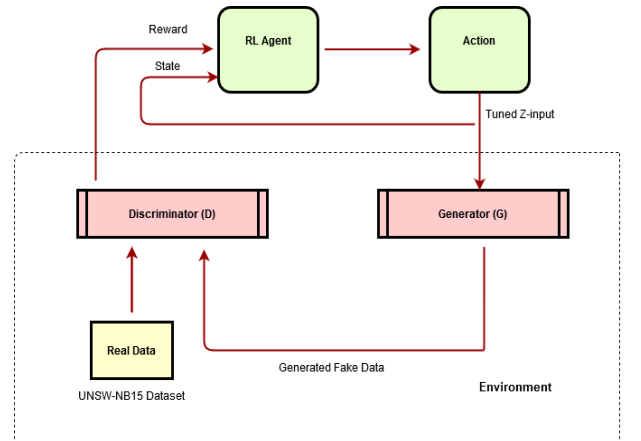 Reward
RL Agent
Action
State
Tuned Z-input
Discriminator (D)
Generator (G)
Real Data
Generated Fake Data
Environment
UNSW-NB15 Dataset